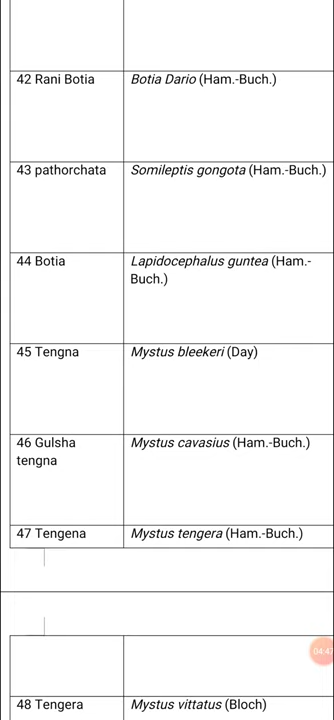 42 Rani Botia Botia Dario (Ham.-Buch.)
43 pathorchata Somileptis gongota (Ham.-Buch.)
44 Botia Lapidocephalus guntea (Ham.-
Buch.)
45 Tengna Mystus bleekeri (Day)
46 Gulsha Mystus cavasius (Ham.-Buch.)
tengna
47 Tengena Mystus tengera (Ham.-Buch.)
04:47
48 Tengera Mystus vittatus (Bloch)